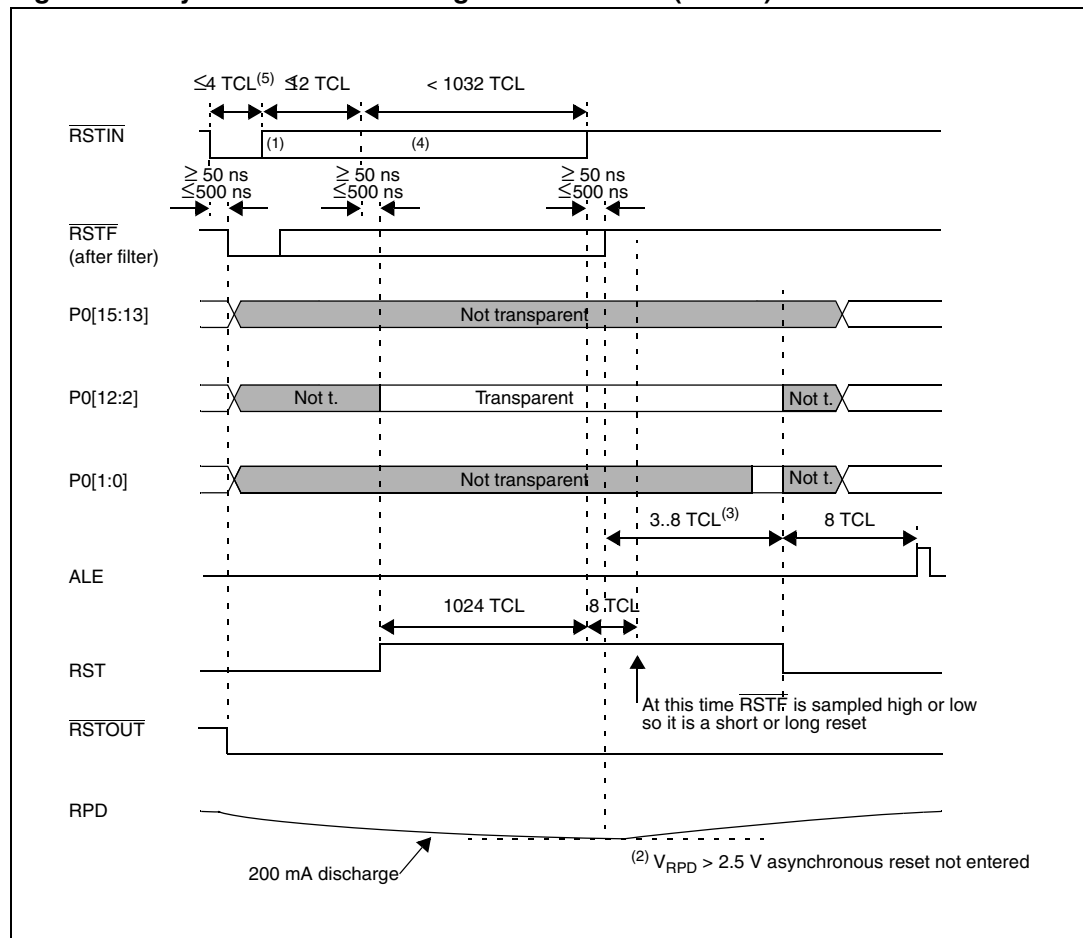 ≤4 TCL(5) ≤12 TCL < 1032 TCL
RSTIN
(1) (4)
≥ 50 ns ≥ 50 ns ≥ 50 ns
≤500 ns ≤500 ns ≤500 ns
RSTF
(after filter)
P0[15:13] Not transparent
P0[12:2] Not t. Transparent Not t.
P0[1:0] Not transparent Not t.
3..8 TCL(3) 8 TCL
ALE
1024 TCL 8 TCL
RST
At this time RSTF is sampled high or low
so it is a short or long reset
RSTOUT
RPD
200 mA discharge
(2) VRPD > 2.5 V asynchronous reset not entered